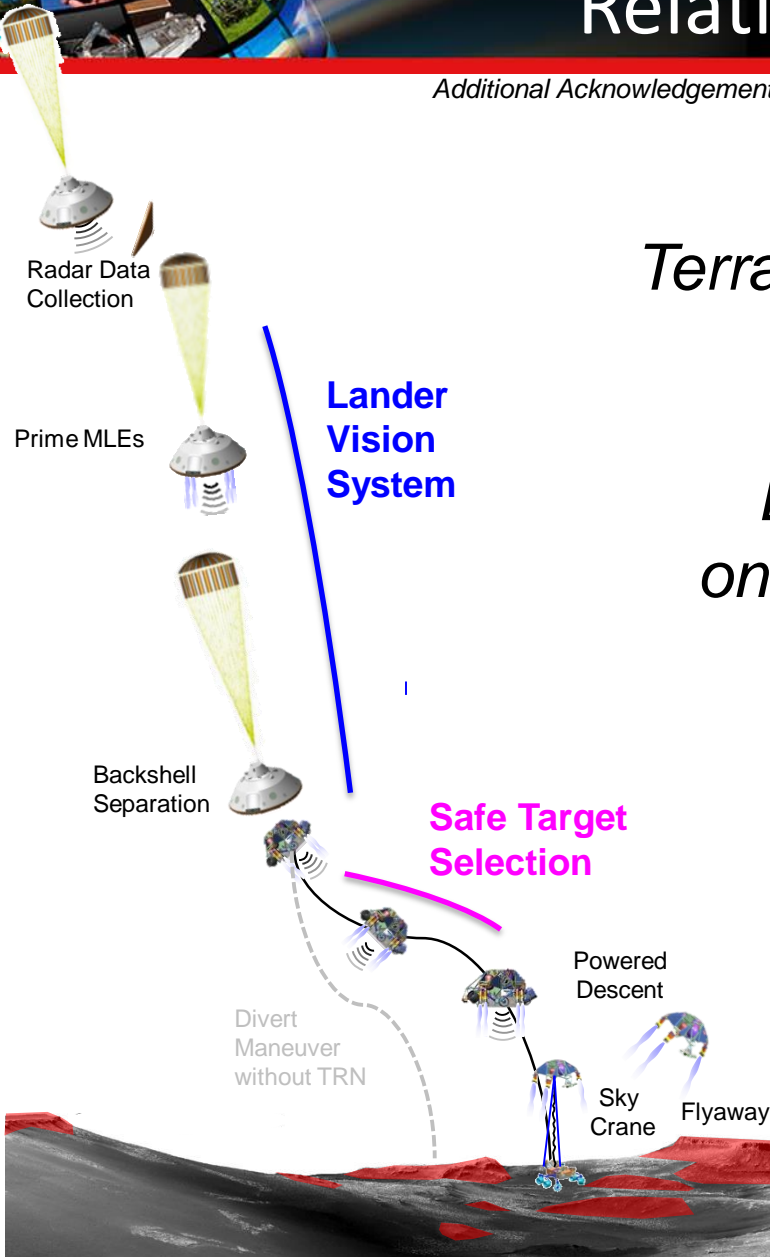 Relati
Additional Acknowledgement
Radar Data
Collection
Terra
Prime MLEs
Lander
Vision
System
on
Backshell
Separation
Safe Target
Selection
Powered
Descent
Divert
Maneuver
without TRN
Sky
Crane
Flyaway